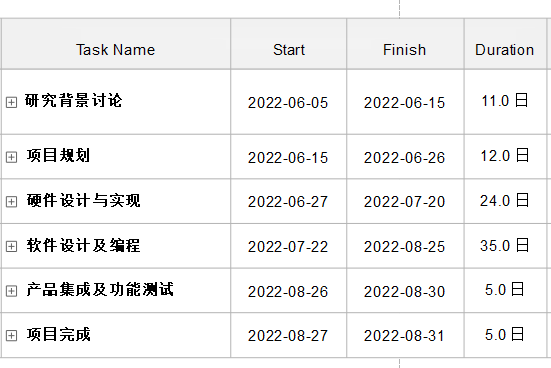 Task Name Start Finish Duration
研究背景讨论 2022-06-05 2022-06-15 11.0 日
项目规划 2022-06-15 2022-06-26 12.0 日
硬件设计与实现 2022-06-27 2022-07-20 24.0 日
软件设计及编程 2022-07-22 2022-08-25 35.0 日
产品集成及功能测试 2022-08-26 2022-08-30 5.0 日
项目完成 2022-08-27 2022-08-31 5.0 日